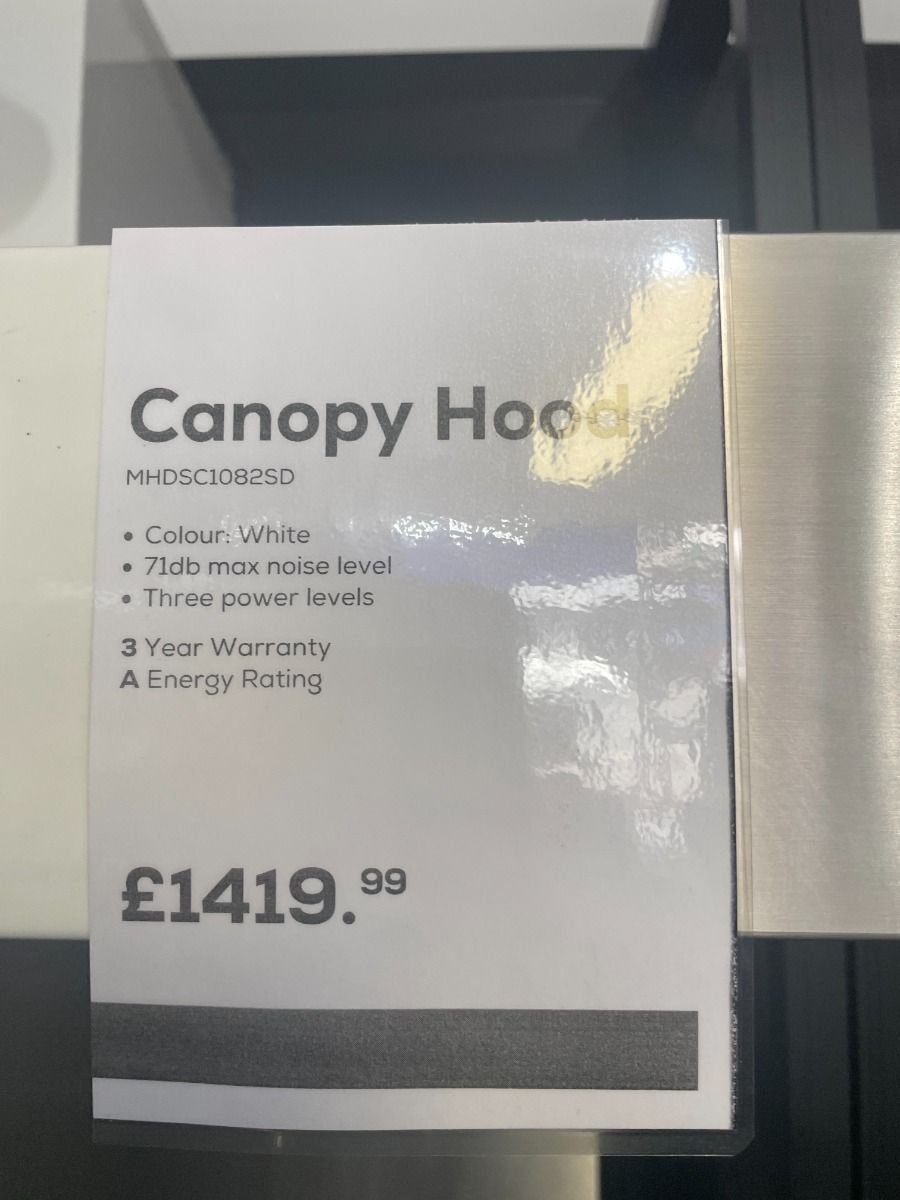 Canopy Hood
MHDSC1082SD
• Colour: White
• 71db max noise level
• Three power levels
3 Year Warranty
A Energy Rating
£1419.99